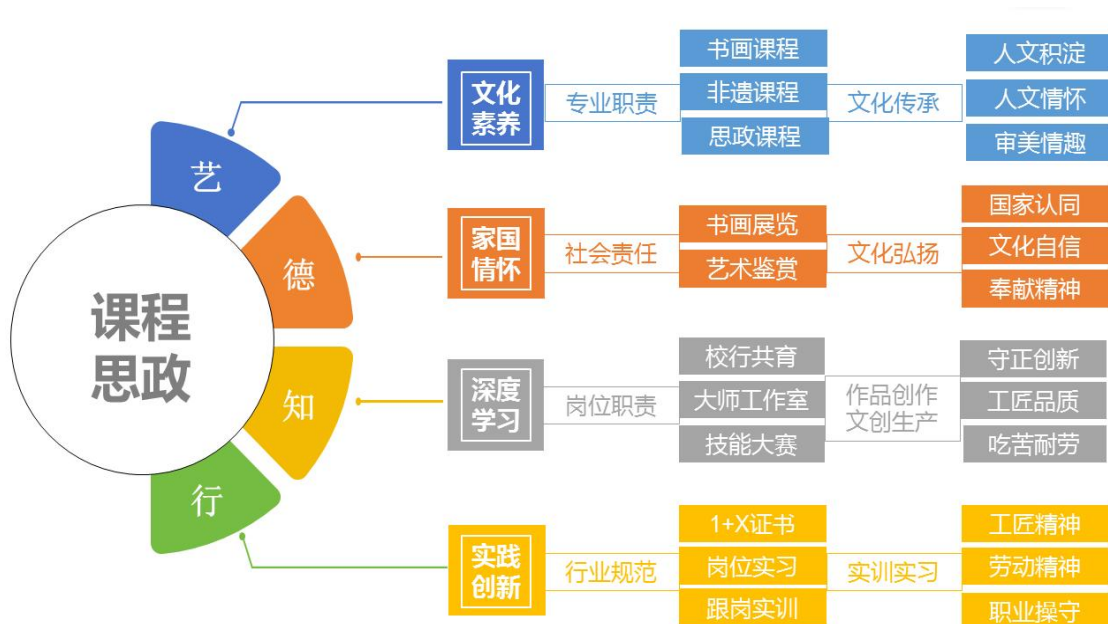 课程
思政
艺
德
知
行
文化
素养
专业职责
书画课程
非遗课程
思政课程
文化传承
人文积淀
人文情怀
审美情趣
家国
情怀
社会责任
书画展览
艺术鉴赏
文化弘扬
国家认同
文化自信
奉献精神
深度
学习
岗位职责
校行共育
大师工作室
技能大赛
作品创作
文创生产
守正创新
工匠品质
吃苦耐劳
实践
创新
行业规范
1+X证书
岗位实习
跟岗实训
实训实习
工匠精神
劳动精神
职业操守